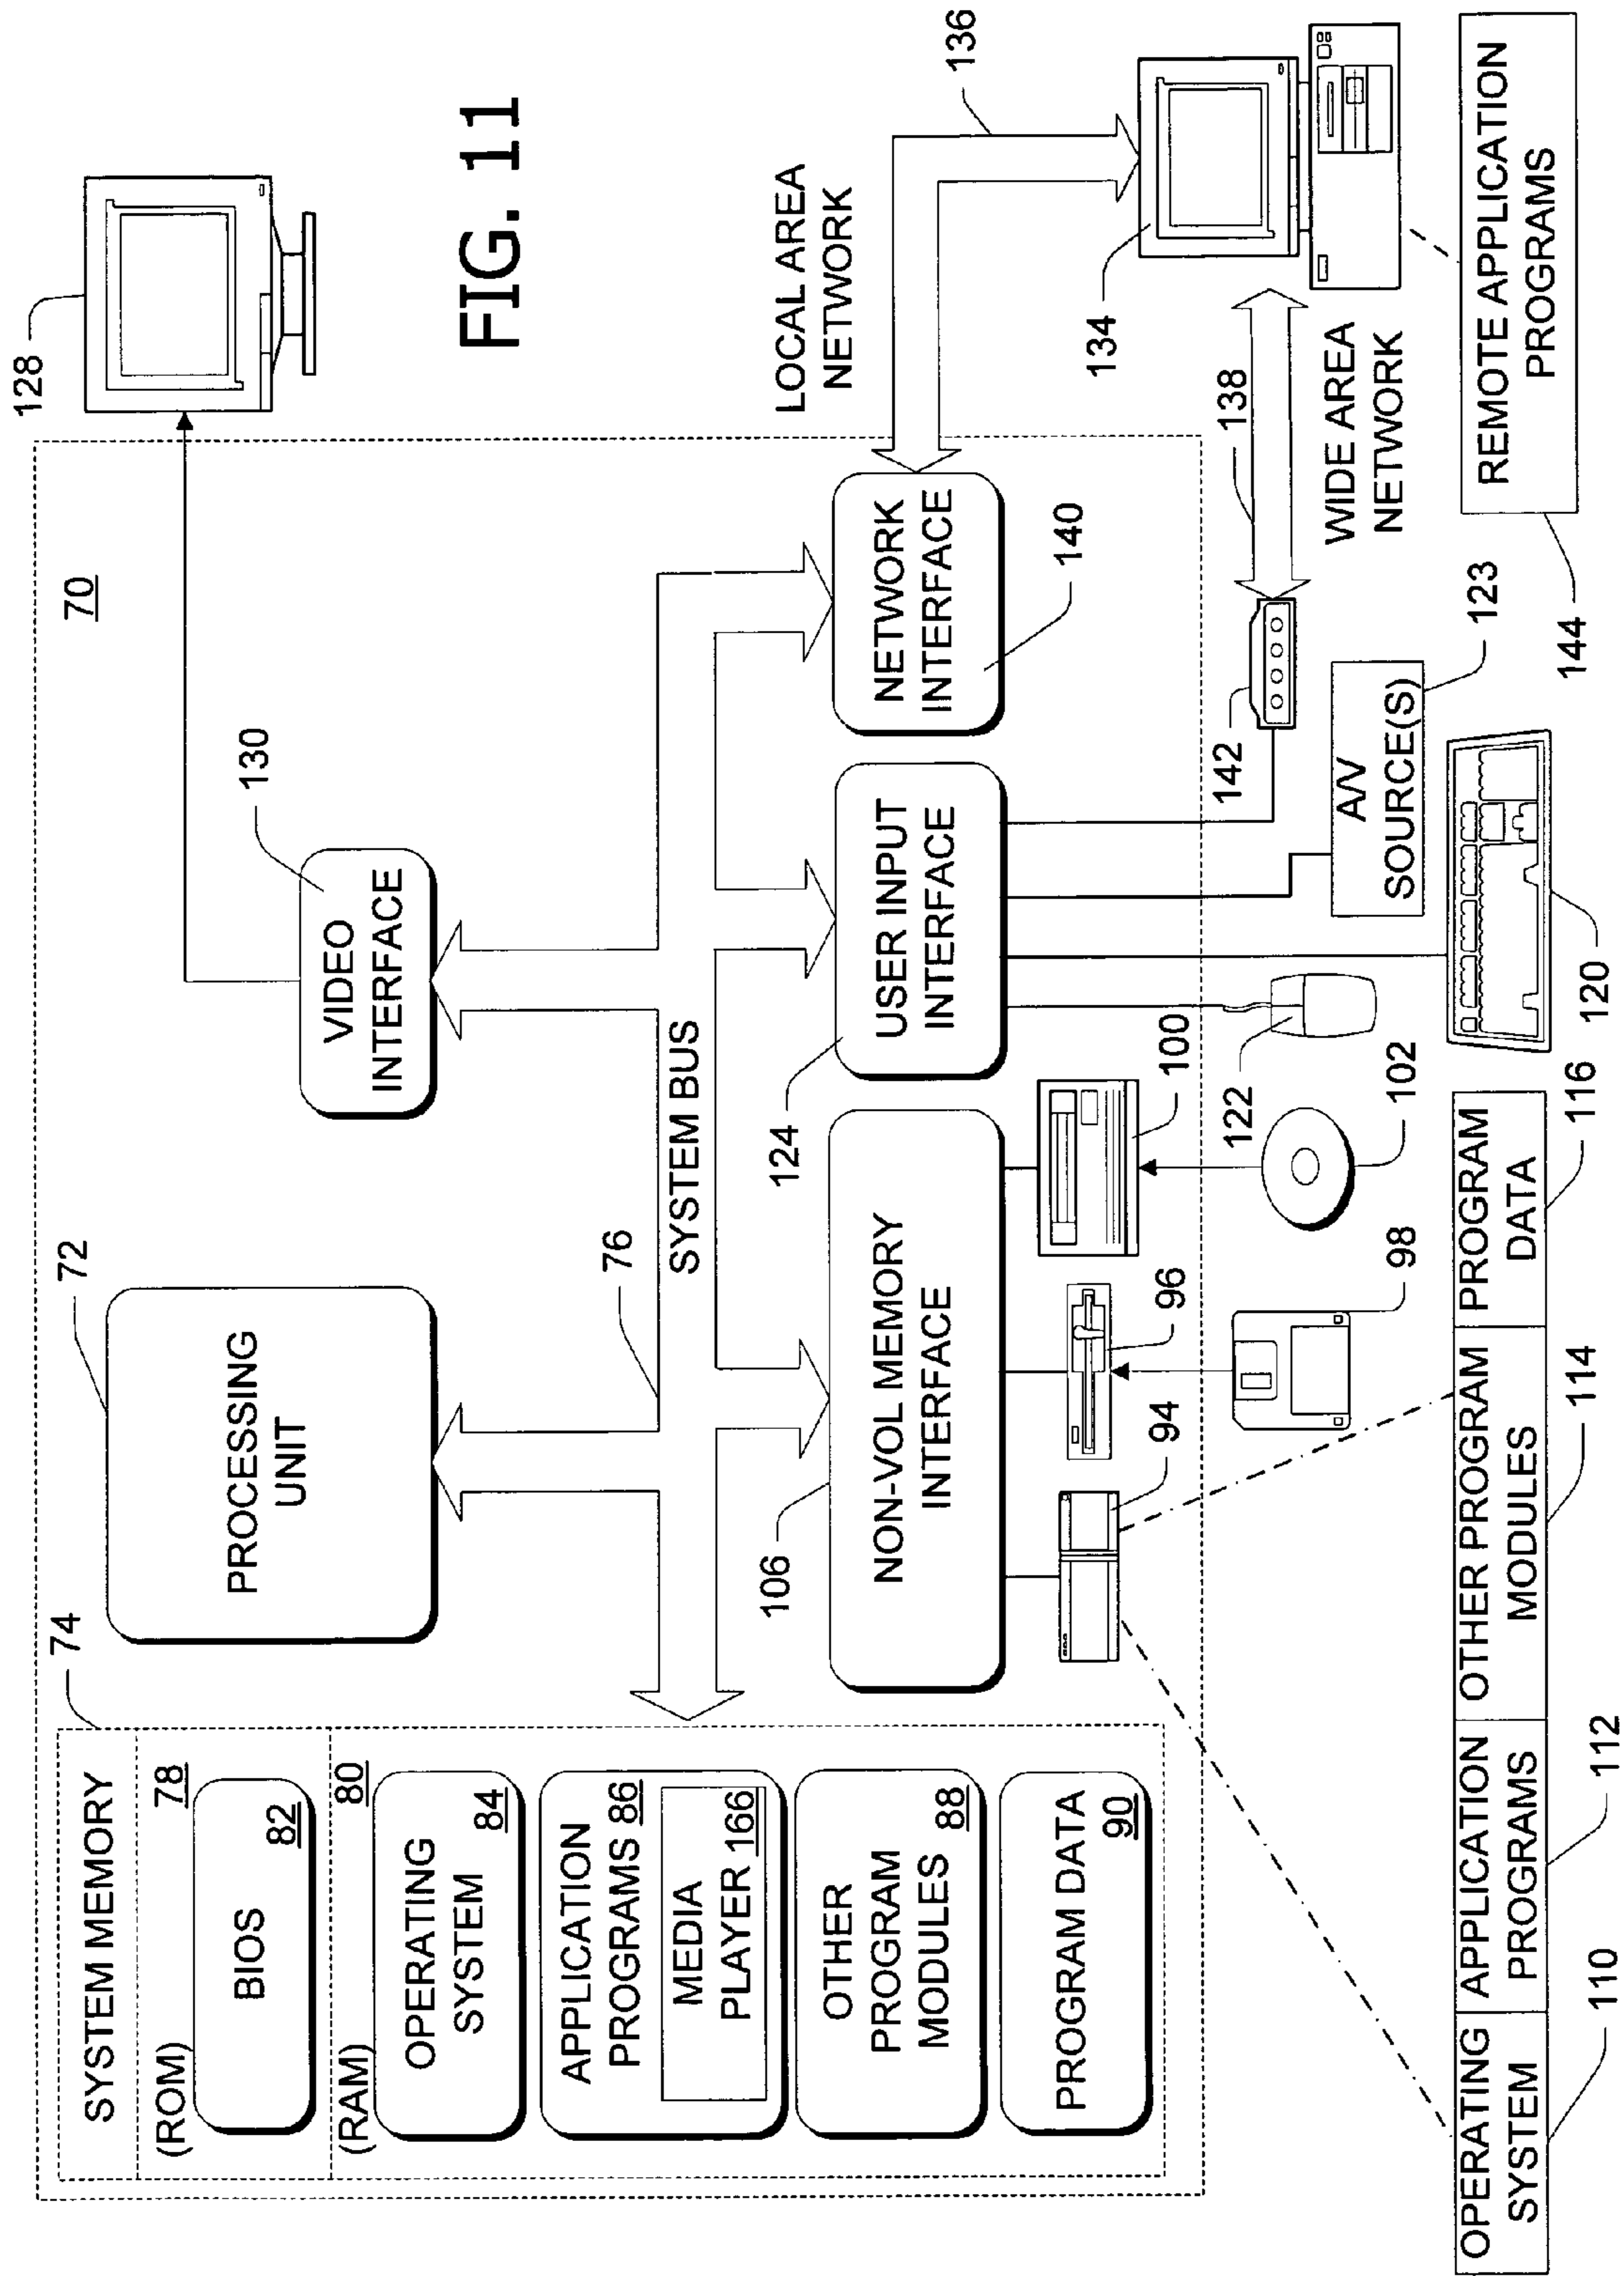 128
70
FIG. 11
SYSTEM MEMORY
74
(ROM)
78
BIOS
82
(RAM)
80
OPERATING
SYSTEM
84
APPLICATION
PROGRAMS 86
MEDIA
PLAYER 166
OTHER
PROGRAM
MODULES
88
PROGRAM DATA
90
72
PROCESSING
UNIT
130
VIDEO
INTERFACE
76
SYSTEM BUS
106
NON-VOL MEMORY
INTERFACE
124
USER INPUT
INTERFACE
NETWORK
INTERFACE
140
LOCAL AREA
NETWORK
136
134
138
WIDE AREA
NETWORK
142
94
96
98
100
102
122
120
A/V
SOURCE(S)
123
OPERATING
SYSTEM
110
APPLICATION
PROGRAMS
112
OTHER PROGRAM
MODULES
114
PROGRAM
DATA
116
144
REMOTE APPLICATION
PROGRAMS